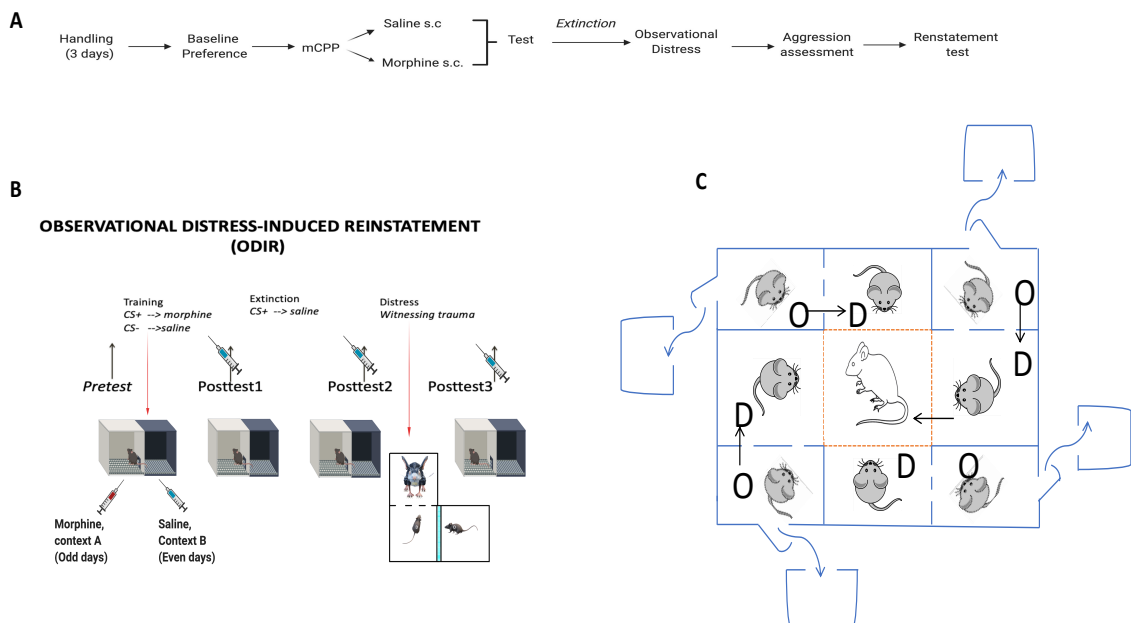 A
Handling
(3 days)
Baseline
Preference
mCPP
Saline s.c
Morphine s.c.
Test
Extinction
Observational
Distress
Aggression
assessment
Renstatement
test
B
OBSERVATIONAL DISTRESS-INDUCED REINSTATEMENT
(ODIR)
Training
CS+ --> morphine
CS- -->saline
Extinction
CS+ --> saline
Distress
Witnessing trauma
Pretest
Posttest1
Posttest2
Posttest3
Morphine,
context A
(Odd days)
Saline,
Context B
(Even days)
C
O
D
O
D
D
O
D
O